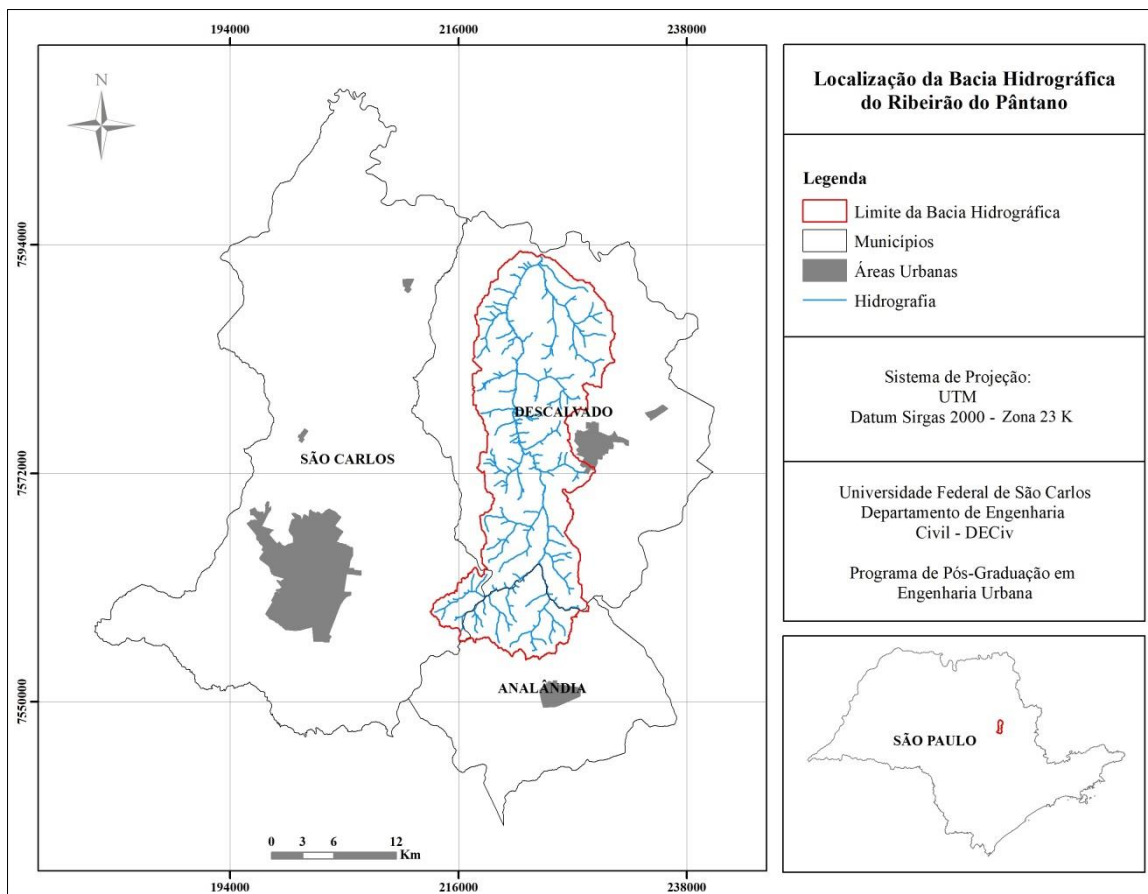 194000 216000 238000
N
7594000
DESCALVADO
SÃO CARLOS
7572000
ANALÂNDIA
7550000
0 3 6 12
Km
194000 216000 238000
Localização da Bacia Hidrográfica
do Ribeirão do Pântano
Legenda
Limite da Bacia Hidrográfica
Municípios
Áreas Urbanas
Hidrografia
Sistema de Projeção:
UTM
Datum Sirgas 2000 - Zona 23 K
Universidade Federal de São Carlos
Departamento de Engenharia
Civil - DECiv
Programa de Pós-Graduação em
Engenharia Urbana
SÃO PAULO